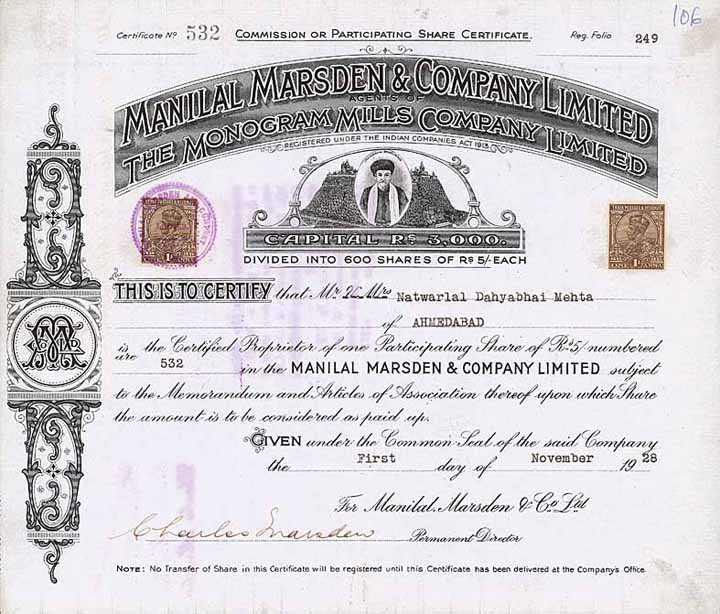 106
Certificate No 532 COMMISSION OR PARTICIPATING SHARE CERTIFICATE. Reg. Folio 249
MANILAL MARSDEN & COMPANY LIMITED
AGENTS OF
THE MONOGRAM MILLS COMPANY LIMITED
REGISTERED UNDER THE INDIAN COMPANIES ACT 1913
CAPITAL RS 3,000.
DIVIDED INTO 600 SHARES OF RS 5/- EACH
THIS IS TO CERTIFY that Mr & Mrs Natwarlal Dahyabhai Mehta
of AHMEDABAD
is/are the Certified Proprietor of one Participating Share of Rs 5/- numbered
532 in the MANILAL MARSDEN & COMPANY LIMITED subject
to the Memorandum and Articles of Association thereof upon which Share
the amount is to be considered as paid up.
GIVEN under the Common Seal of the said Company
the First day of November 1928
For Manilal Marsden & Co Ltd
Charles Marsden Permanent Director
NOTE: No Transfer of Share in this Certificate will be registered until this Certificate has been delivered at the Company's Office.